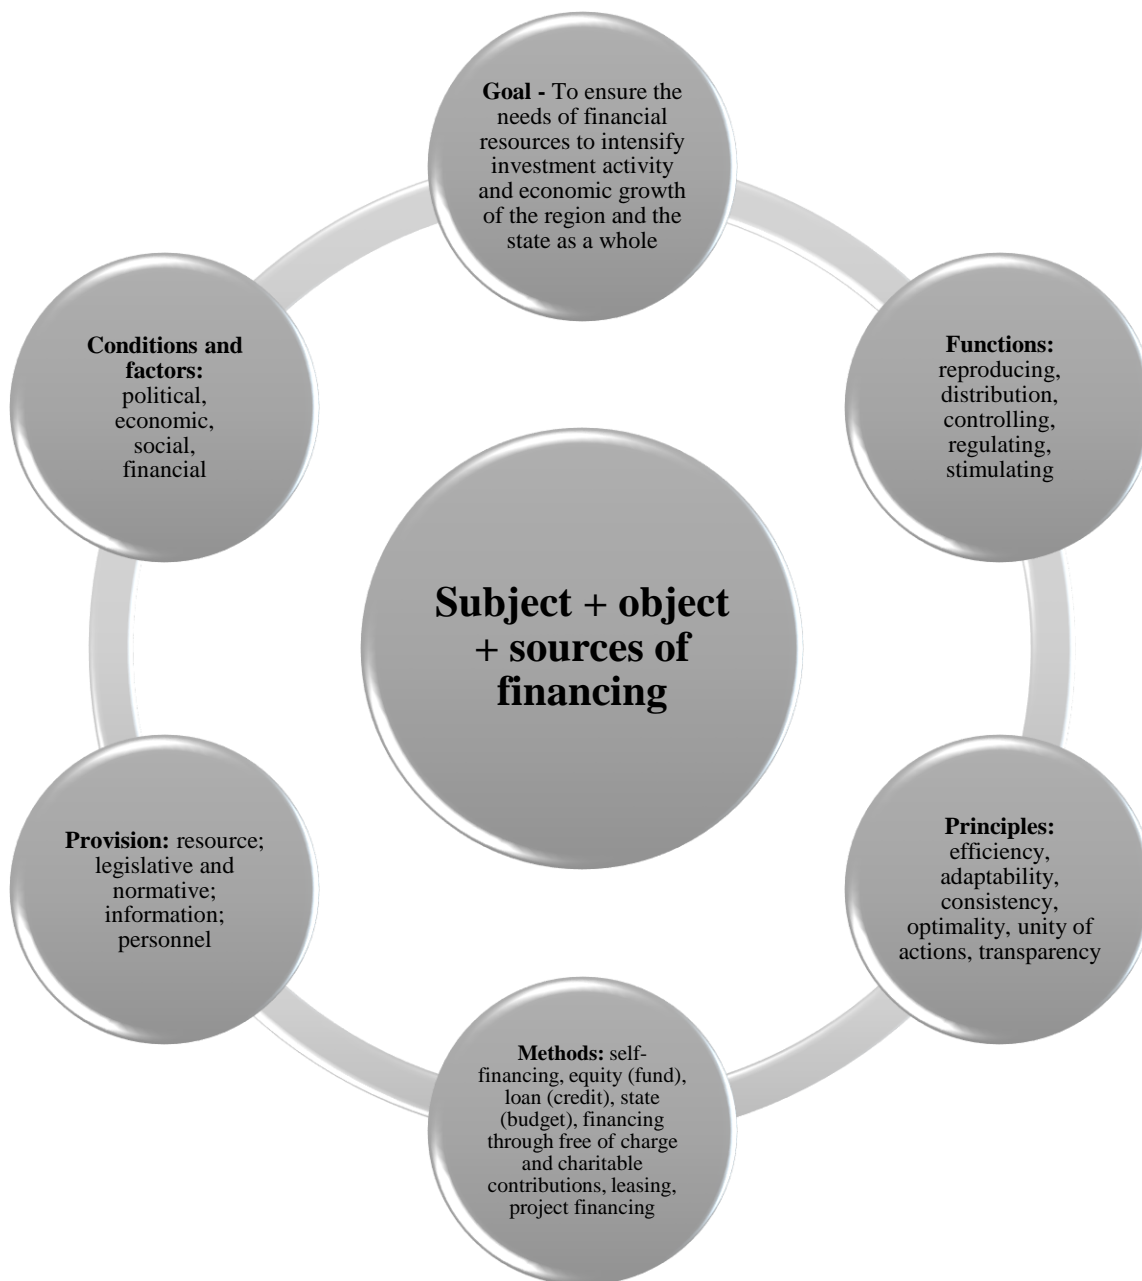 Goal - To ensure the
needs of financial
resources to intensify
investment activity
and economic growth
of the region and the
state as a whole
Functions:
reproducing,
distribution,
controlling,
regulating,
stimulating
Principles:
efficiency,
adaptability,
consistency,
optimality, unity of
actions, transparency
Methods: self-
financing, equity (fund),
loan (credit), state
(budget), financing
through free of charge
and charitable
contributions, leasing,
project financing
Provision: resource;
legislative and
normative;
information;
personnel
Conditions and
factors:
political,
economic,
social,
financial
Subject + object
+ sources of
financing